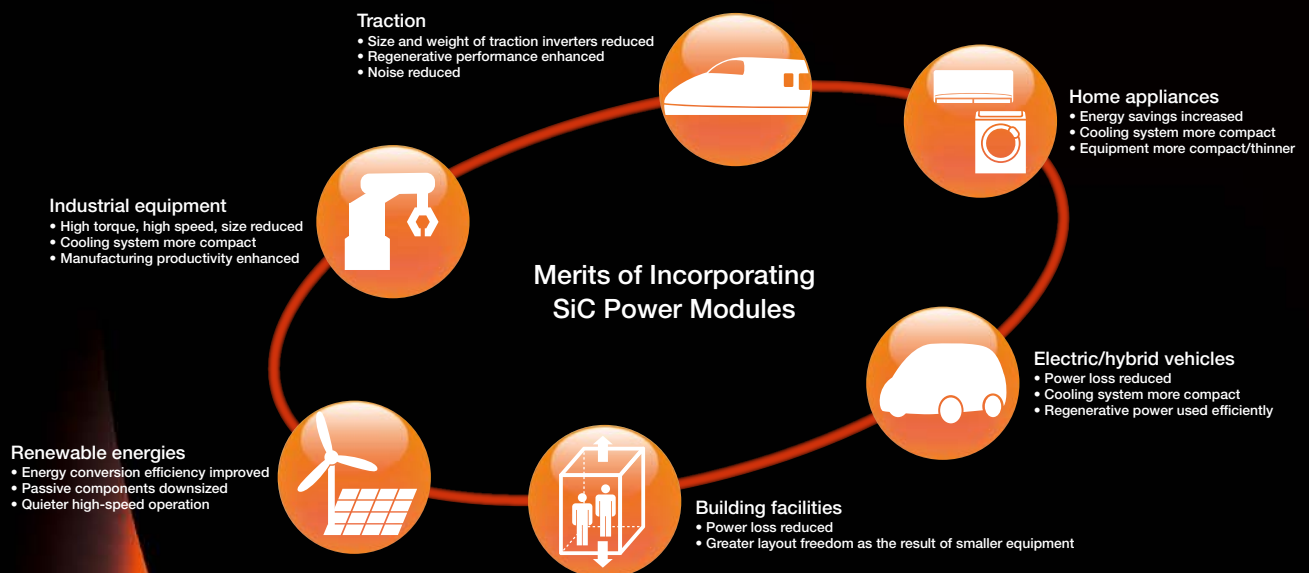 Traction
• Size and weight of traction inverters reduced
• Regenerative performance enhanced
• Noise reduced
Home appliances
• Energy savings increased
• Cooling system more compact
• Equipment more compact/thinner
Industrial equipment
• High torque, high speed, size reduced
• Cooling system more compact
• Manufacturing productivity enhanced
Merits of Incorporating
SiC Power Modules
Electric/hybrid vehicles
• Power loss reduced
• Cooling system more compact
• Regenerative power used efficiently
Renewable energies
• Energy conversion efficiency improved
• Passive components downsized
• Quieter high-speed operation
Building facilities
• Power loss reduced
• Greater layout freedom as the result of smaller equipment